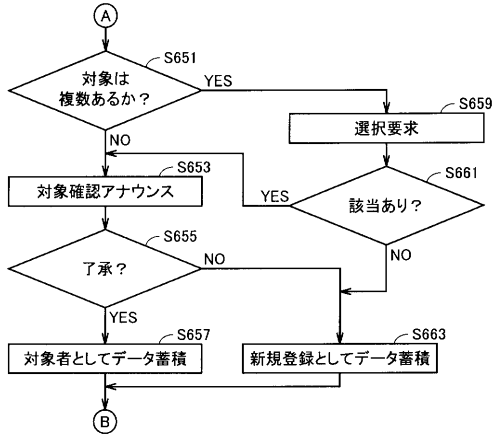 A
S651
対象は
複数あるか？
YES
S659
選択要求
NO
S653
対象確認アナウンス
S661
該当あり？
YES
NO
S655
了承？
NO
YES
S657
対象者としてデータ蓄積
S663
新規登録としてデータ蓄積
B